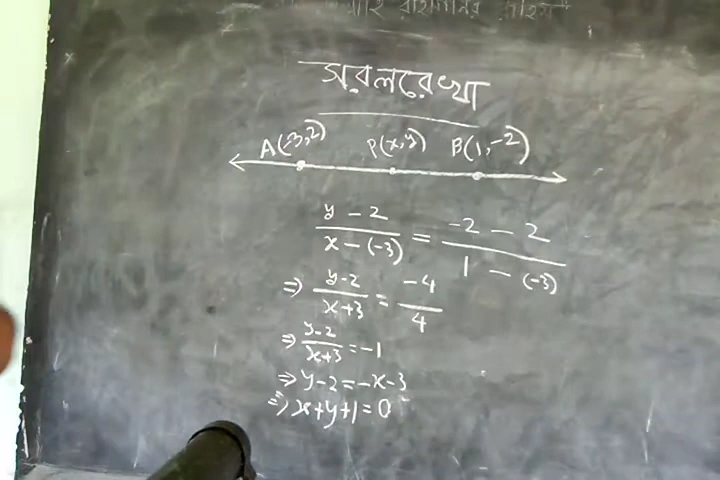 সরলরেখা
A(-3,2) P(x,y) B(1,-2)
y-2/x-(-3) = -2-2/1-(-3)
⇒ y-2/x+3 = -4/4
⇒ y-2/x+3 = -1
⇒ y-2=-x-3
⇒ x+y+1=0